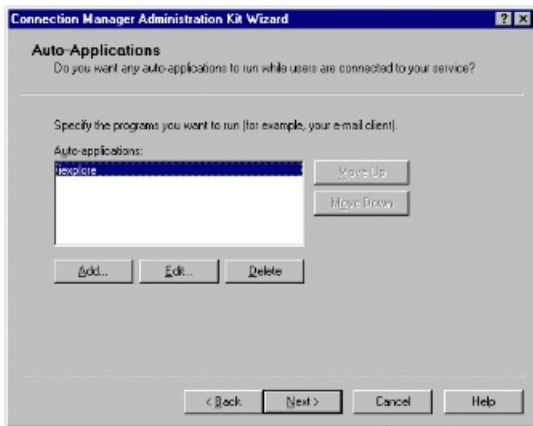 Connection Manager Administration Kit Wizard
Auto-Applications
Do you want any auto-applications to run while users are connected to your service?
Specify the programs you want to run (for example, your e-mail client).
Auto-applications:
iexplore
Move Up
Move Down
Add...
Edit...
Delete
< Back
Next >
Cancel
Help